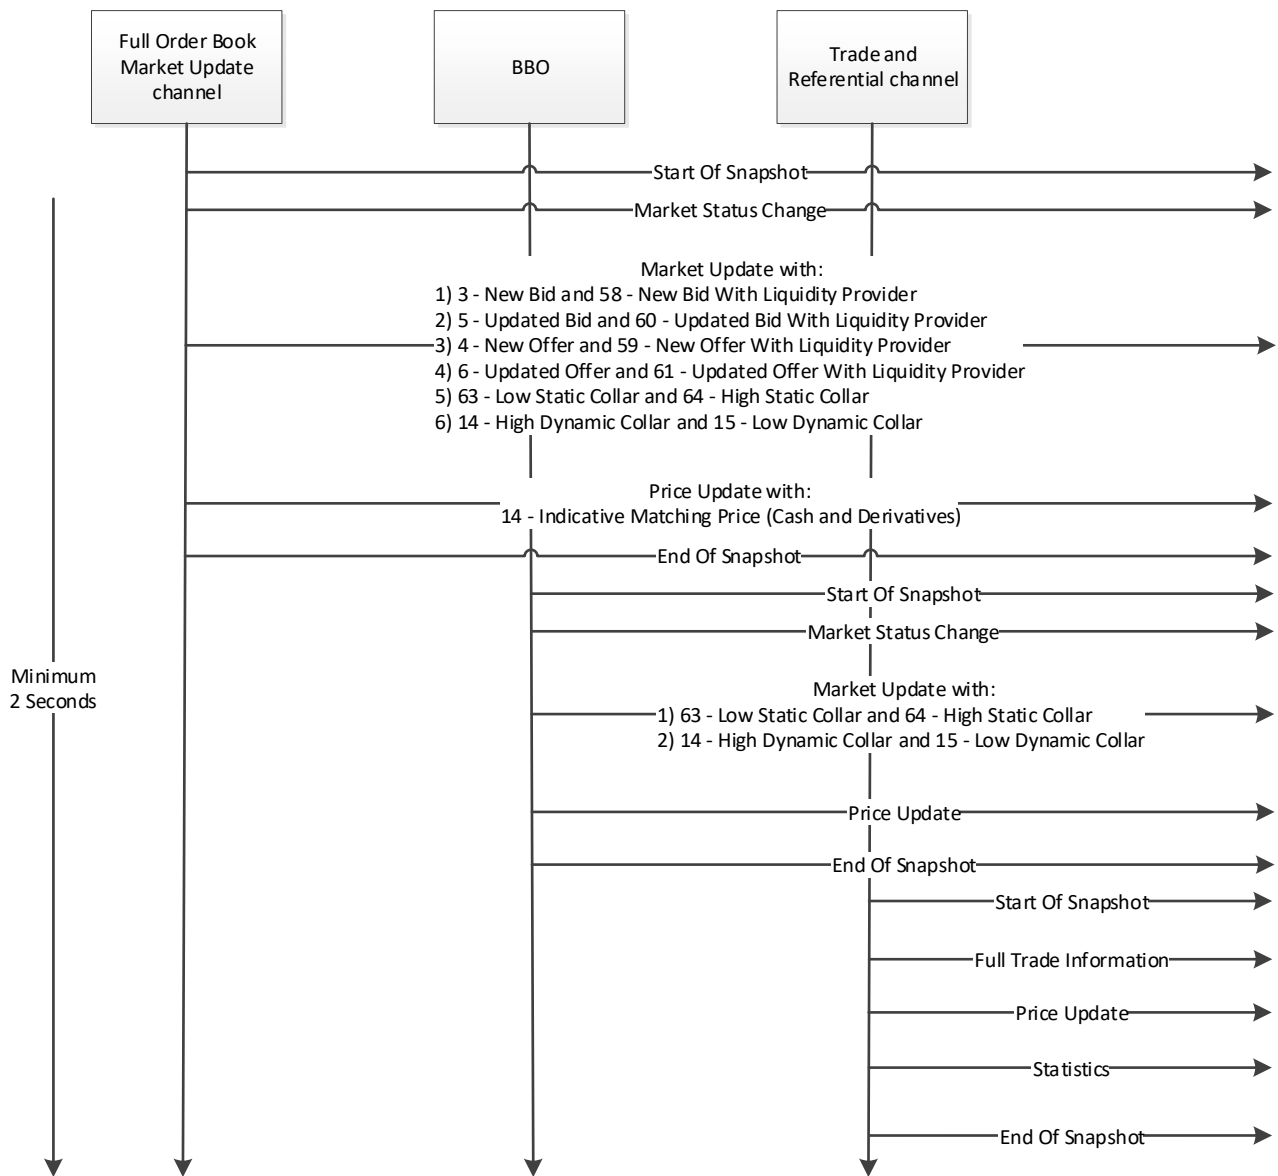 Full Order Book
Market Update
channel
BBO
Trade and
Referential channel
Start Of Snapshot
Market Status Change
Market Update with:
1) 3 - New Bid and 58 - New Bid With Liquidity Provider
2) 5 - Updated Bid and 60 - Updated Bid With Liquidity Provider
3) 4 - New Offer and 59 - New Offer With Liquidity Provider
4) 6 - Updated Offer and 61 - Updated Offer With Liquidity Provider
5) 63 - Low Static Collar and 64 - High Static Collar
6) 14 - High Dynamic Collar and 15 - Low Dynamic Collar
Price Update with:
14 - Indicative Matching Price (Cash and Derivatives)
End Of Snapshot
Start Of Snapshot
Market Status Change
Minimum
2 Seconds
Market Update with:
1) 63 - Low Static Collar and 64 - High Static Collar
2) 14 - High Dynamic Collar and 15 - Low Dynamic Collar
Price Update
End Of Snapshot
Start Of Snapshot
Full Trade Information
Price Update
Statistics
End Of Snapshot